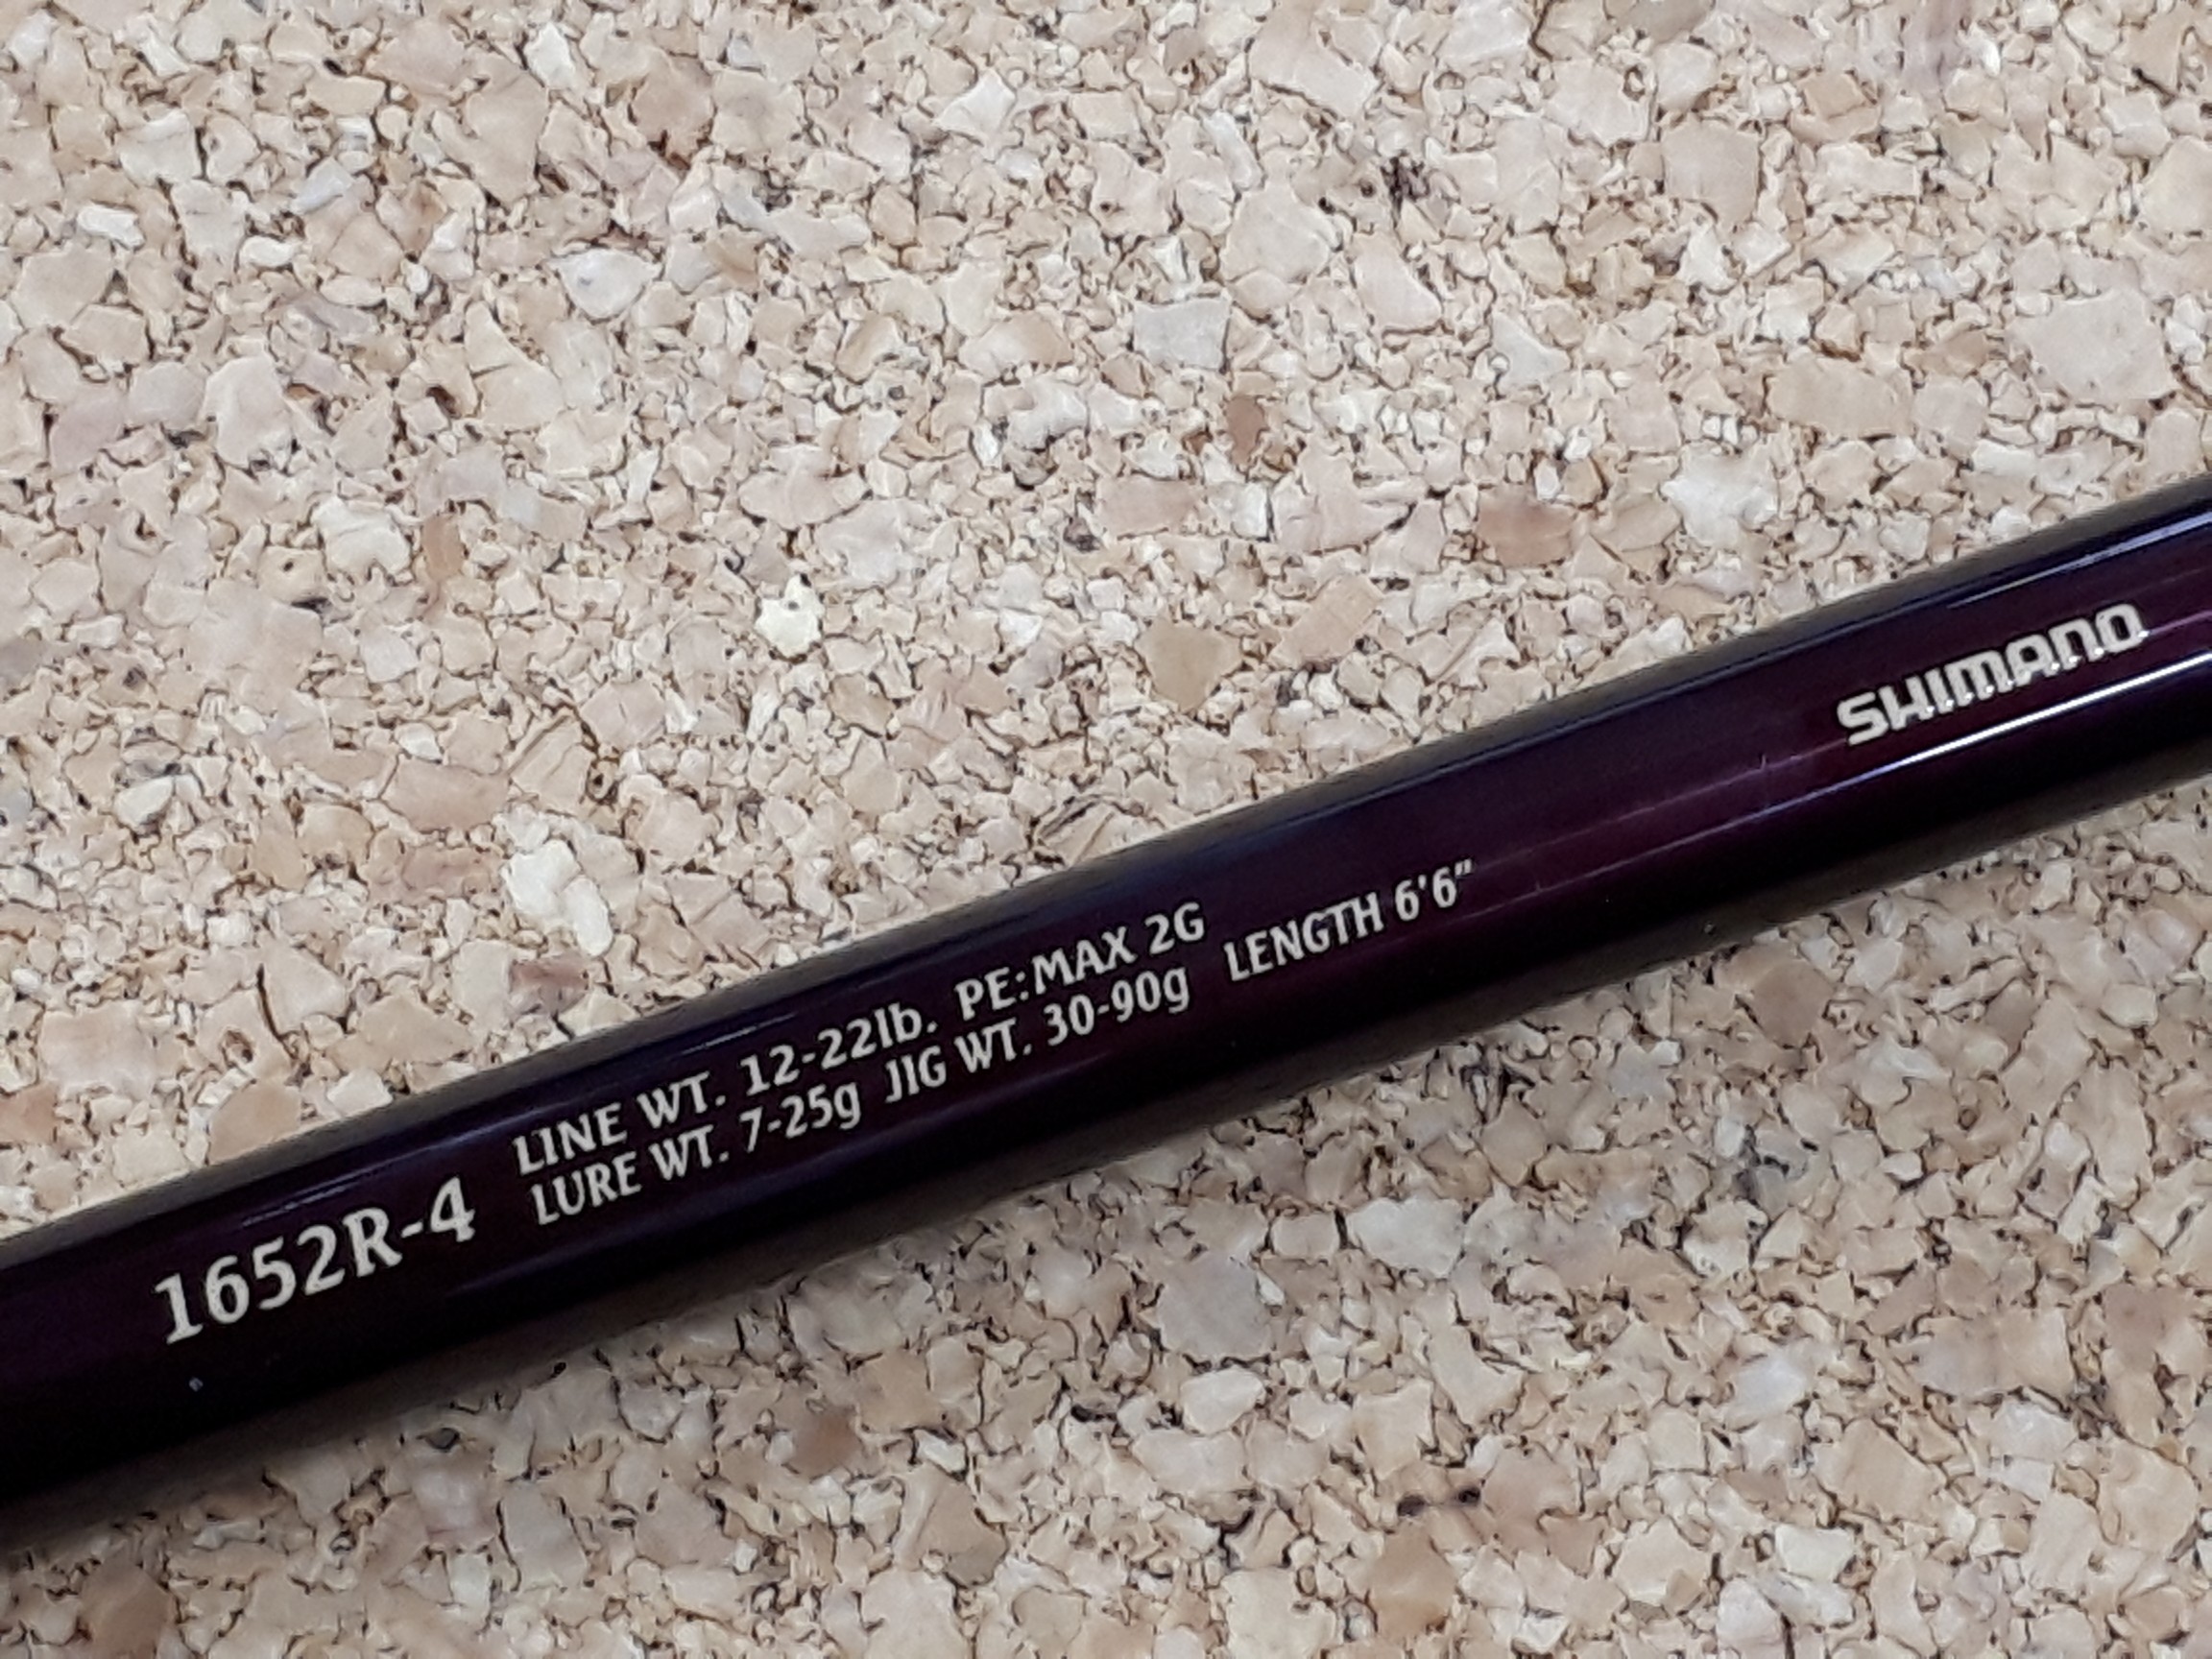 SHIMANO
1652R-4
LINE WT. 12-22lb. PE:MAX 2G
LURE WT. 7-25g JIG WT. 30-90g LENGTH 6'6"